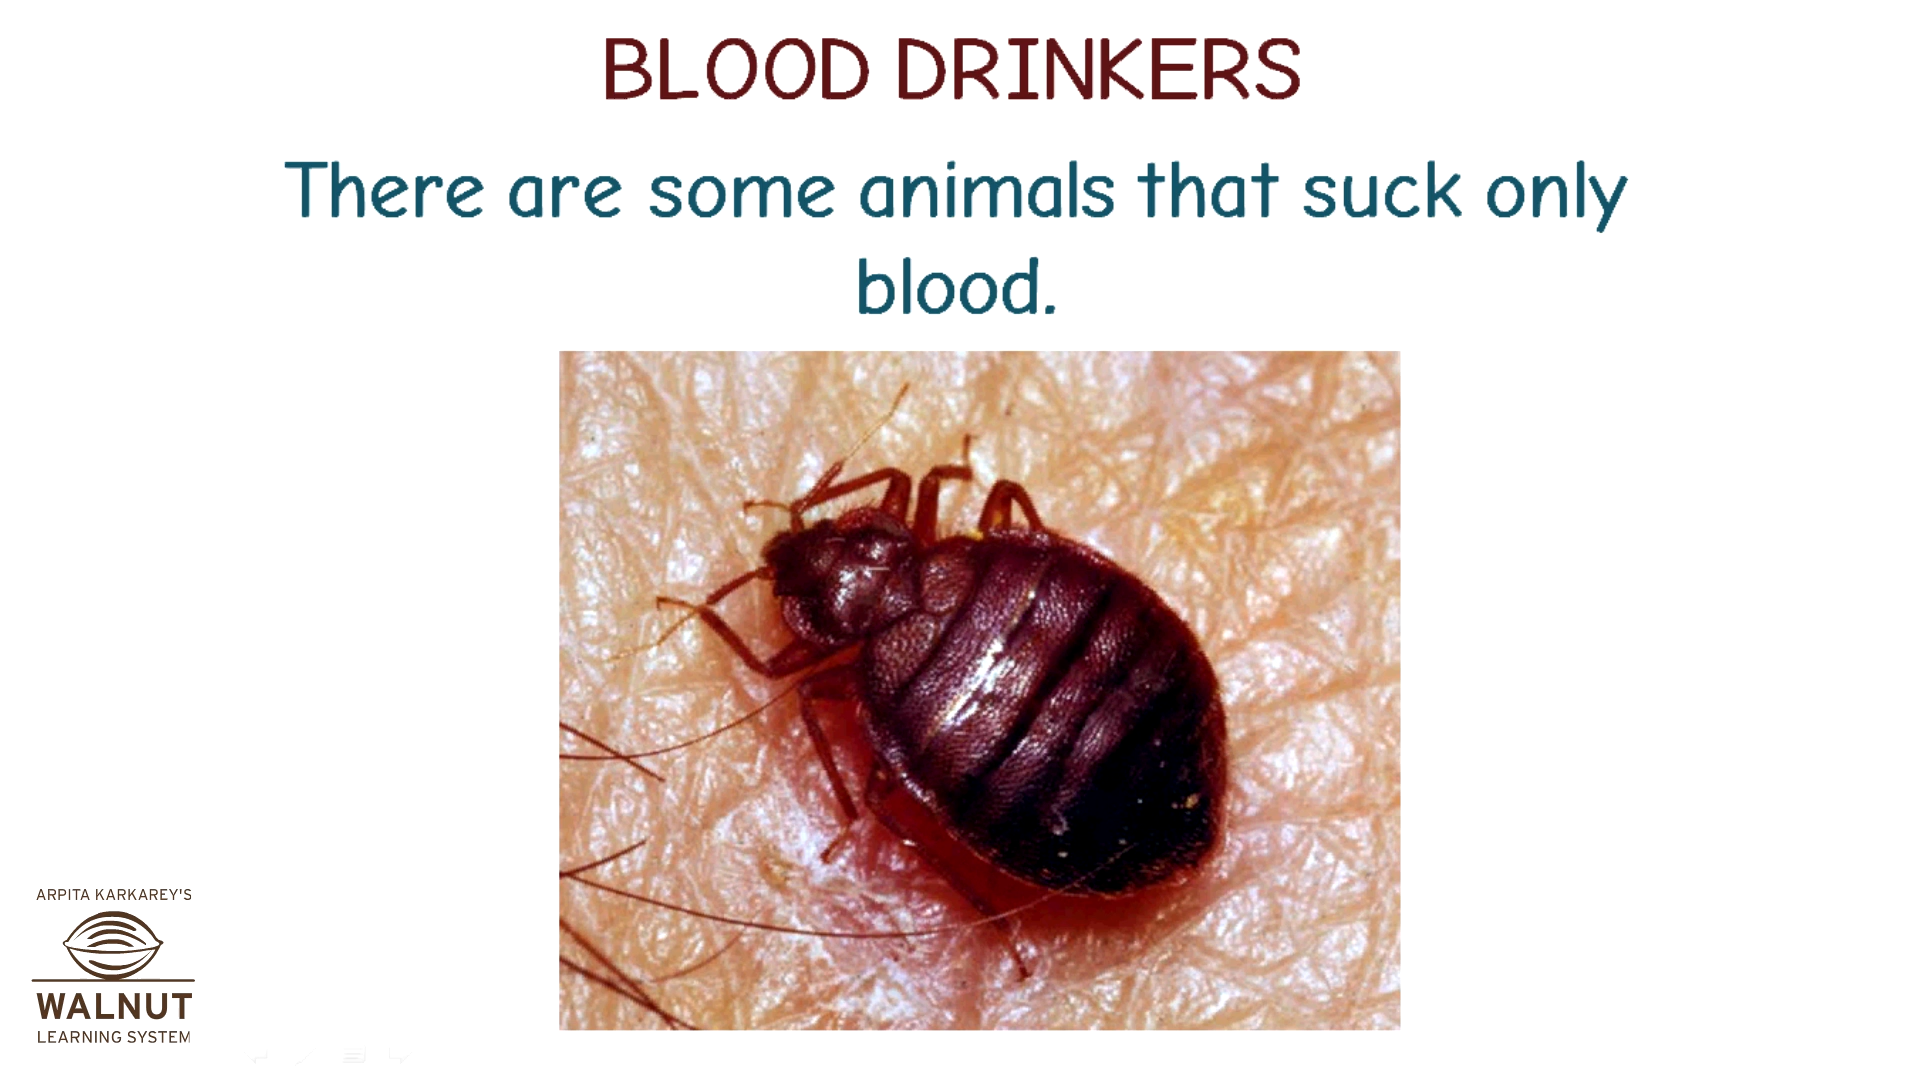 BLOOD DRINKERS
There are some animals that suck only
blood.
ARPITA KARKAREY'S
WALNUT
LEARNING SYSTEM